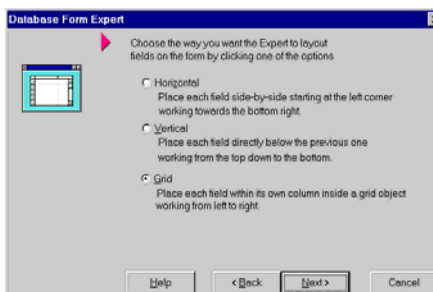 Database Form Expert
Choose the way you want the Expert to layout
fields on the form by clicking one of the options
Horizontal
Place each field side-by-side starting at the left corner
working towards the bottom right.
Vertical
Place each field directly below the previous one
working from the top down to the bottom.
Grid
Place each field within its own column inside a grid object
working from left to right.
Help
< Back
Next >
Cancel